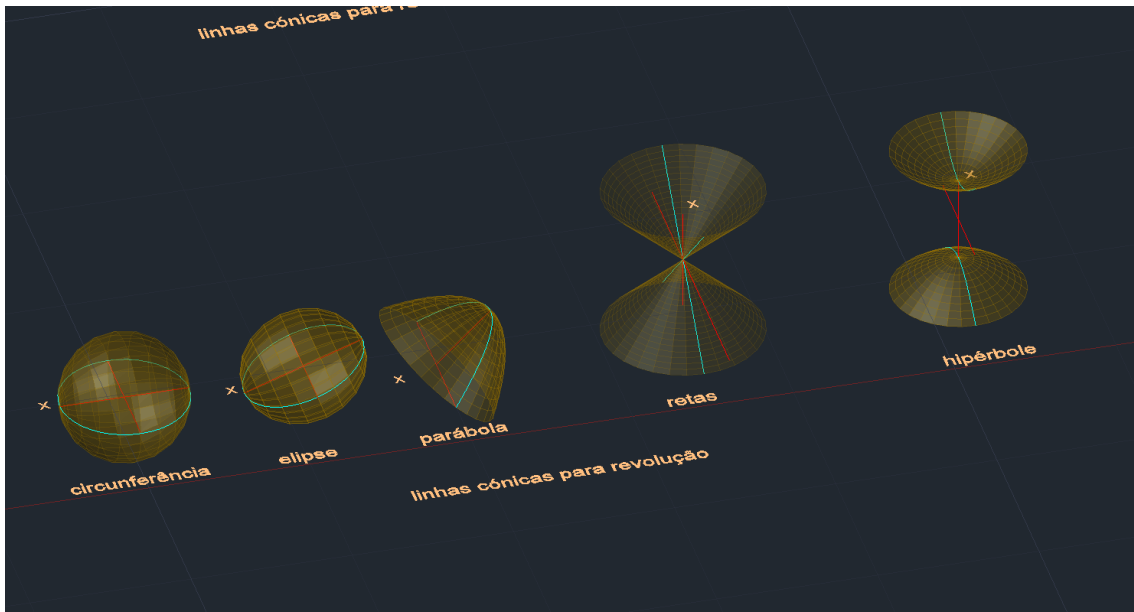 linhas cónicas para
circunferência
elipse
parábola
retas
hipérbole
linhas cónicas para revolução